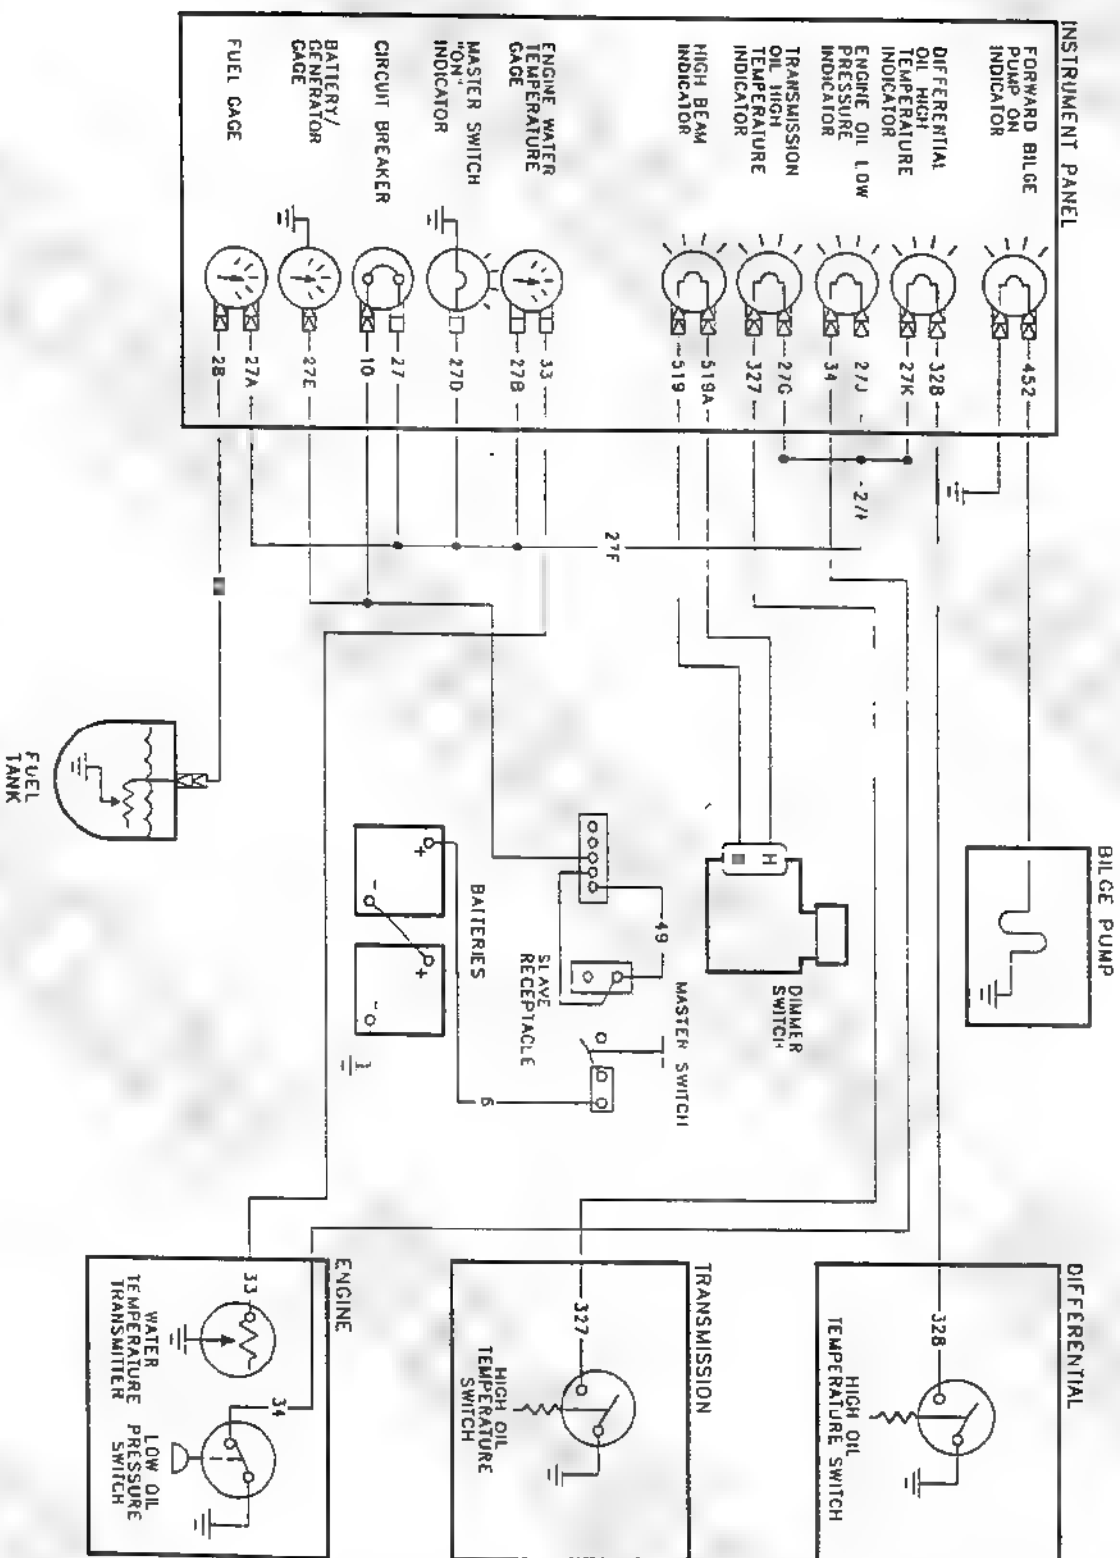 INSTRUMENT PANEL
FORWARD BILGE
PUMP ON
INDICATOR
452
DIFFERENTIAL
OIL HIGH
TEMPERATURE
INDICATOR
328
27K
ENGINE OIL LOW
PRESSURE
INDICATOR
27J
34
TRANSMISSION
OIL HIGH
TEMPERATURE
INDICATOR
27G
327
HIGH BEAM
INDICATOR
519A
519
ENGINE WATER
TEMPERATURE
GAGE
33
27B
MASTER SWITCH
"ON"
INDICATOR
27D
CIRCUIT BREAKER
27
10
BATTERY/
GENERATOR
GAGE
27E
FUEL GAGE
27A
28
27F
BILGE PUMP
DIMMER
SWITCH
H
MASTER SWITCH
49
SLAVE
RECEPTACLE
6
BATTERIES
+
-
+
-
FUEL
TANK
DIFFERENTIAL
328
HIGH OIL
TEMPERATURE SWITCH
TRANSMISSION
327
HIGH OIL
TEMPERATURE
SWITCH
ENGINE
33
34
WATER
TEMPERATURE
TRANSMITTER
LOW OIL
PRESSURE
SWITCH